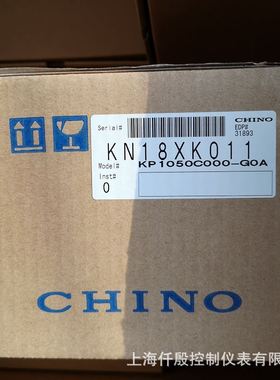 Serial# CHINO
EDP#
31893
KN18XK011
Model# KP1050C000-G0A
Inst#
0
CHINO
上海仟殷控制仪表有限公司